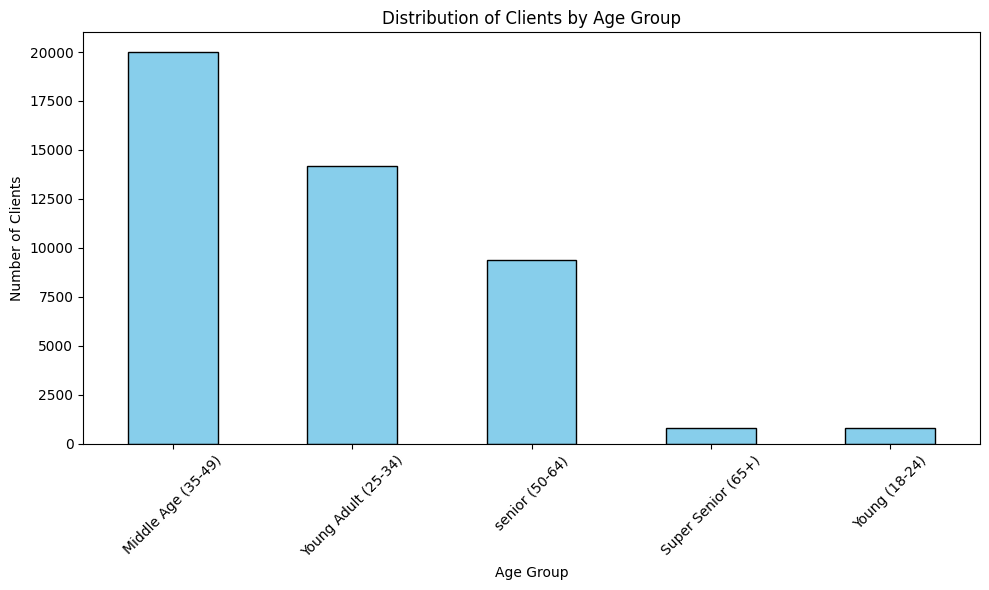 Distribution of Clients by Age Group
Number of Clients
20000
17500
15000
12500
10000
7500
5000
2500
0
Middle Age (35-49)
Young Adult (25-34)
senior (50-64)
Super Senior (65+)
Young (18-24)
Age Group